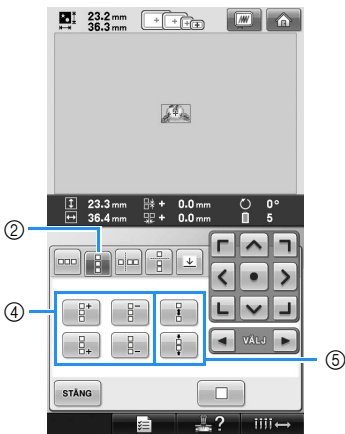 23.2 mm
36.3 mm
23.3 mm + 0.0 mm 0°
36.4 mm + 0.0 mm 5
②
④
VÄLJ
⑤
STÄNG
?